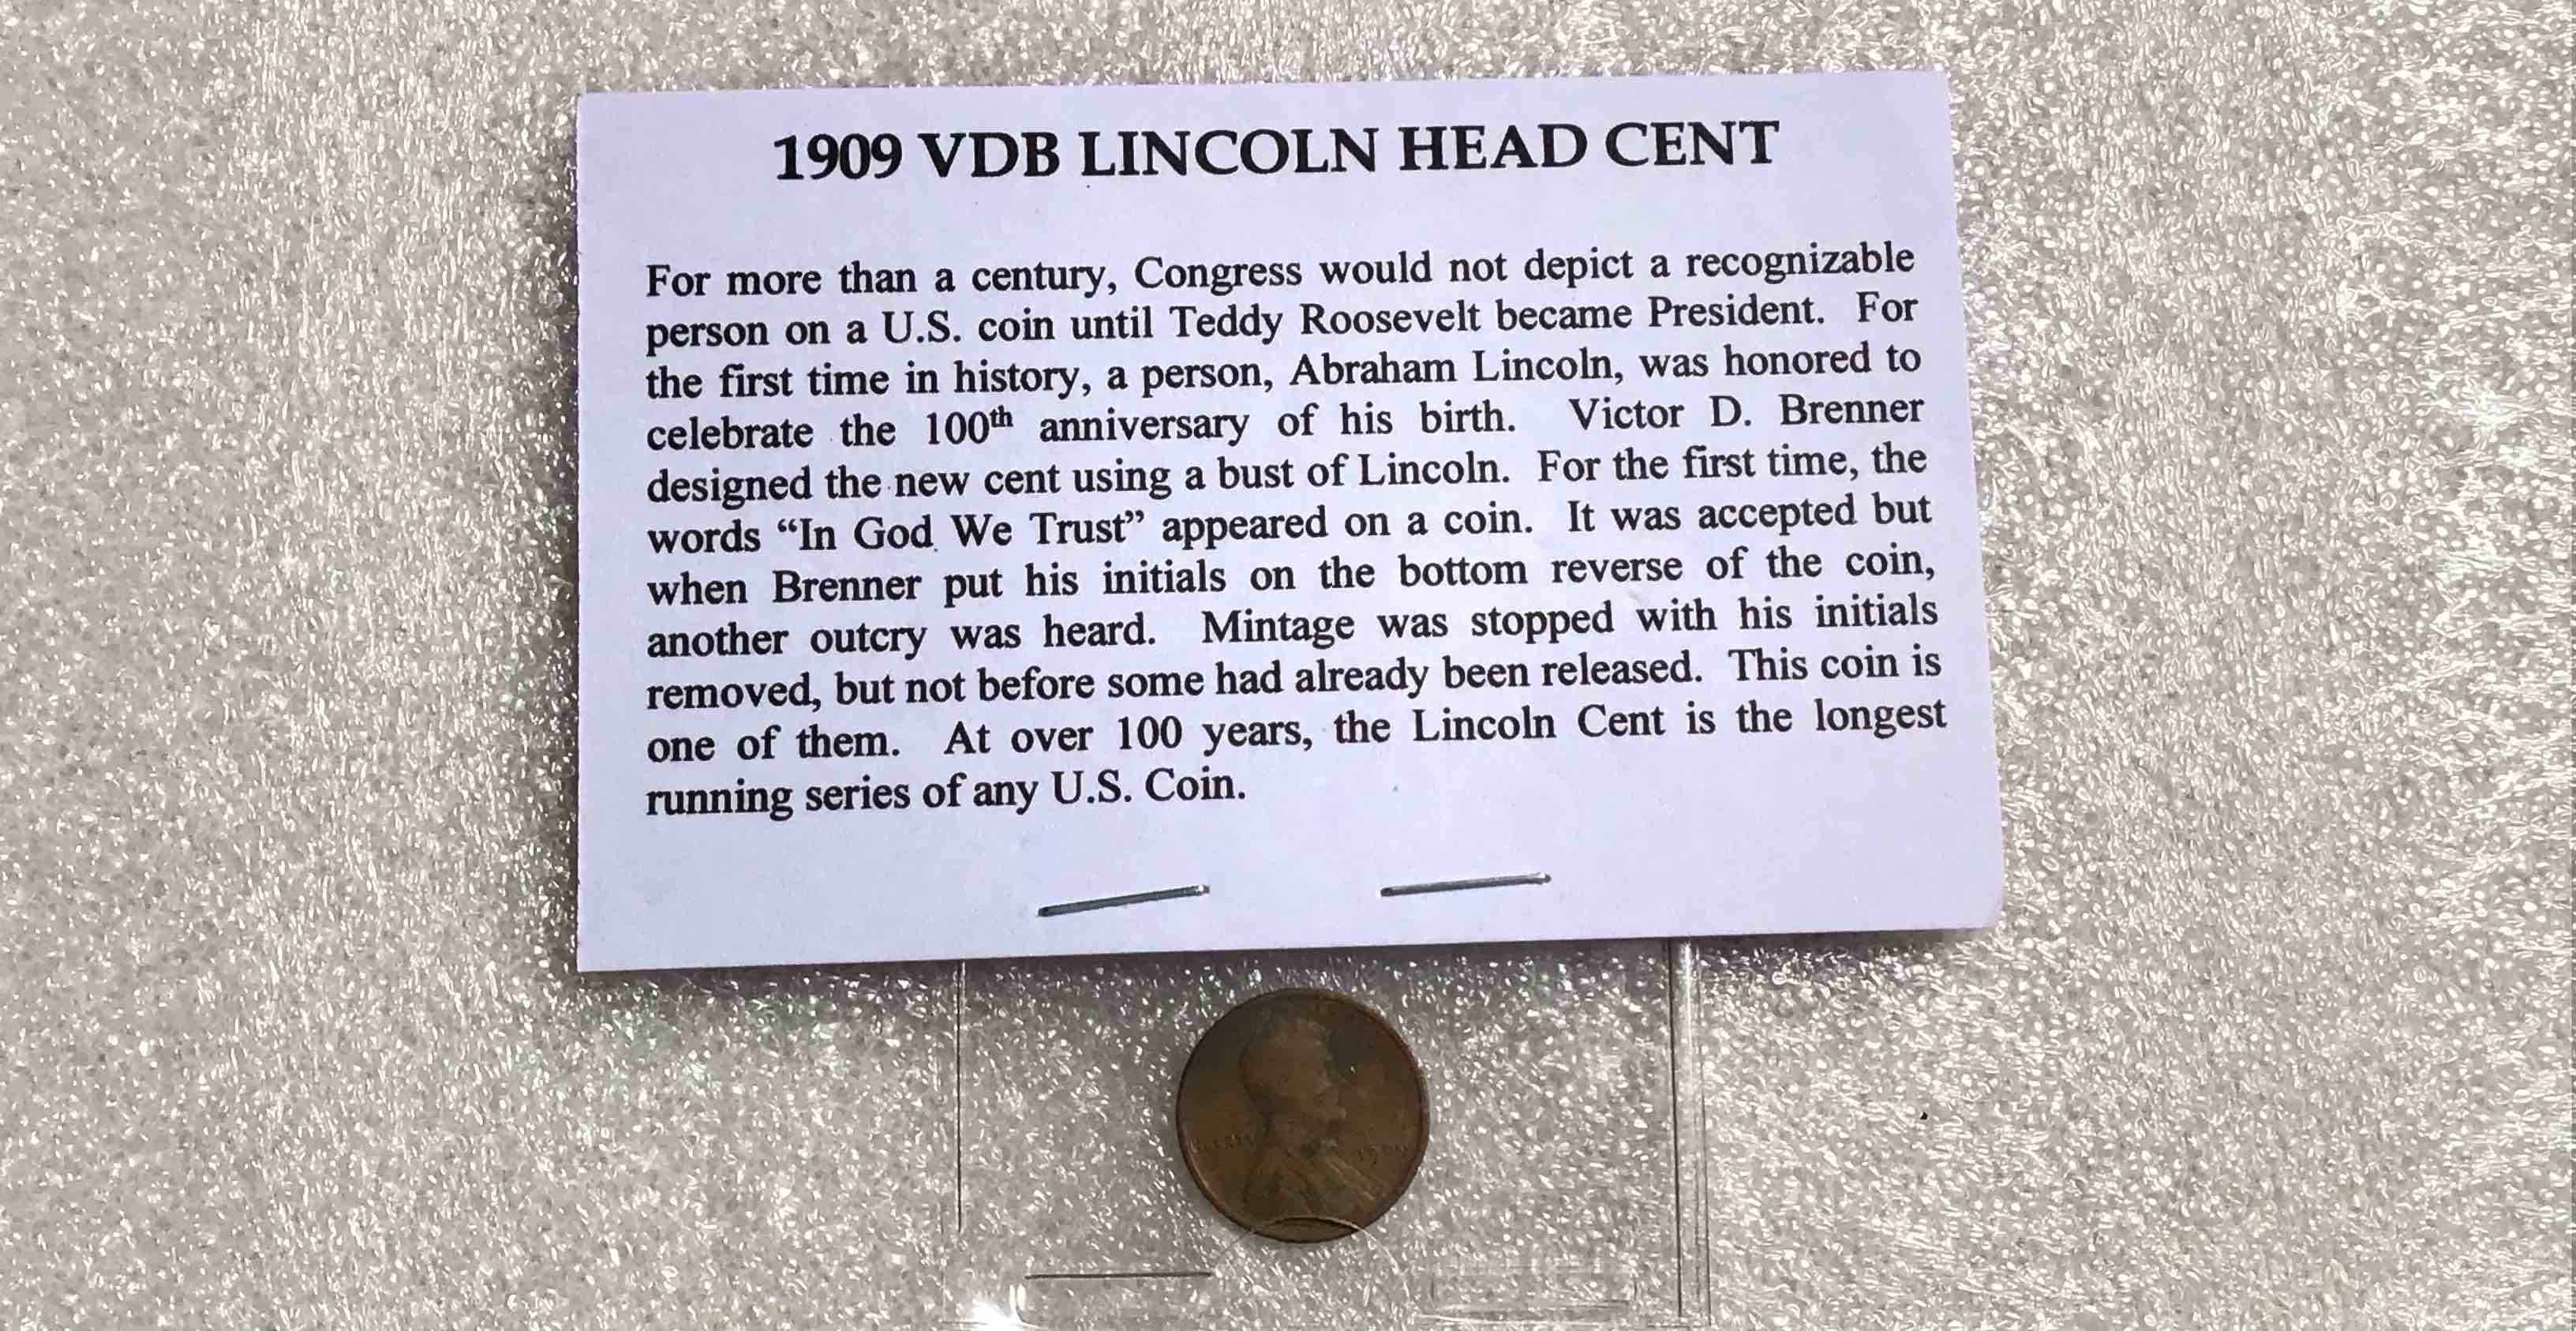 1909 VDB LINCOLN HEAD CENT
For more than a century, Congress would not depict a recognizable
person on a U.S. coin until Teddy Roosevelt became President. For
the first time in history, a person, Abraham Lincoln, was honored to
celebrate the 100th anniversary of his birth. Victor D. Brenner
designed the new cent using a bust of Lincoln. For the first time, the
words “In God We Trust” appeared on a coin. It was accepted but
when Brenner put his initials on the bottom reverse of the coin,
another outcry was heard. Mintage was stopped with his initials
removed, but not before some had already been released. This coin is
one of them. At over 100 years, the Lincoln Cent is the longest
running series of any U.S. Coin.